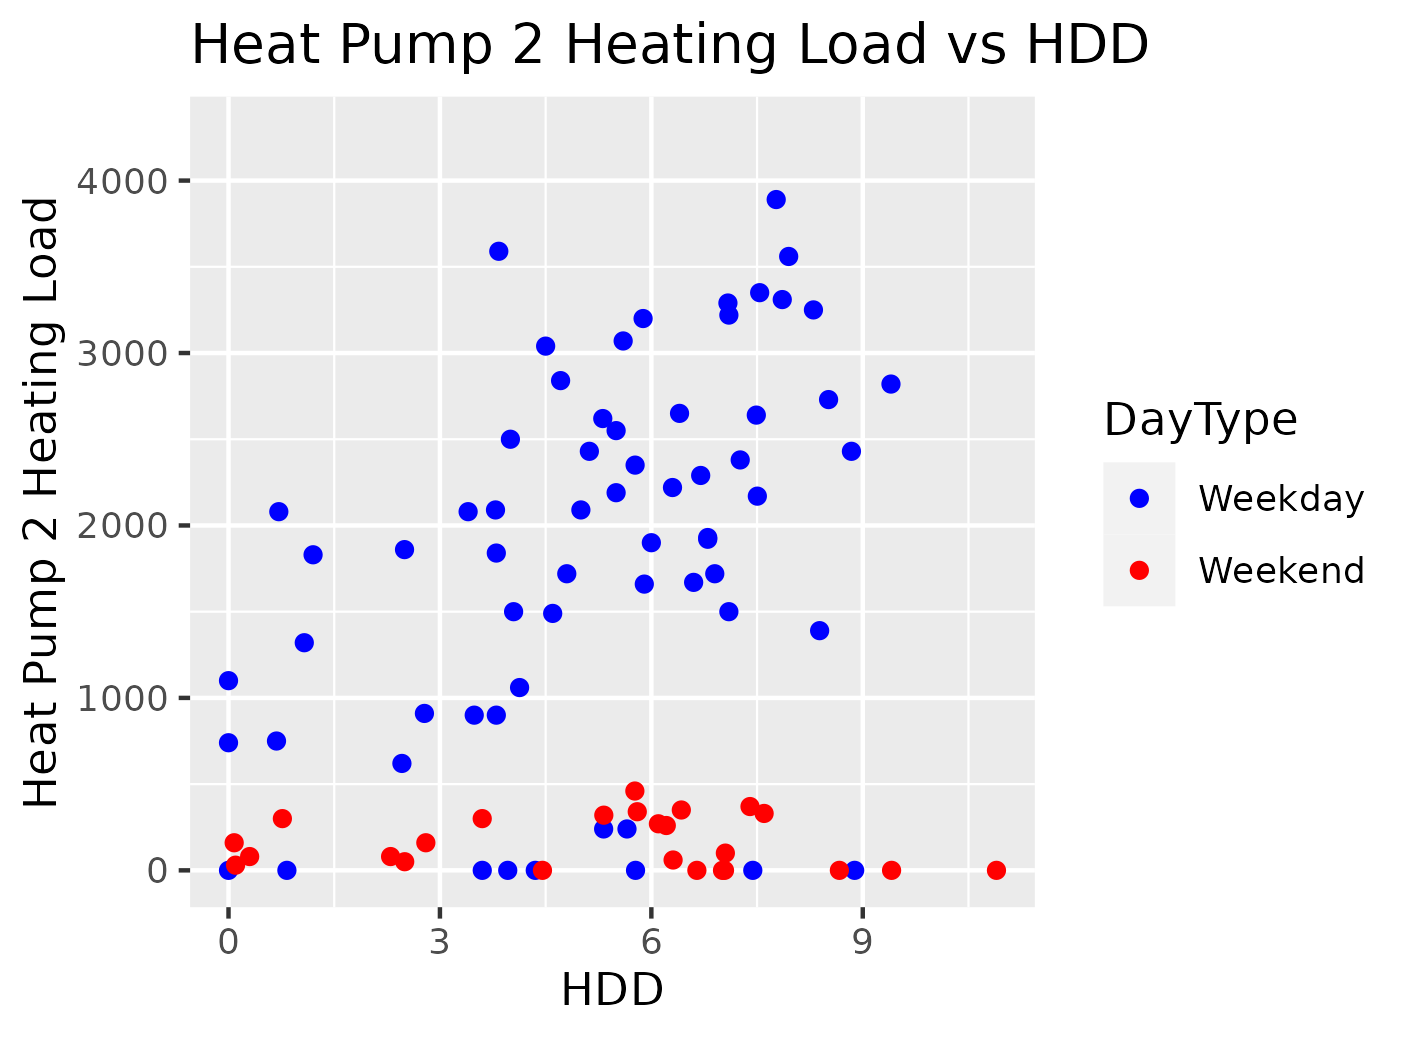 Heat Pump 2 Heating Load vs HDD
Heat Pump 2 Heating Load
4000
3000
2000
1000
0
0 3 6 9
HDD
DayType
Weekday
Weekend